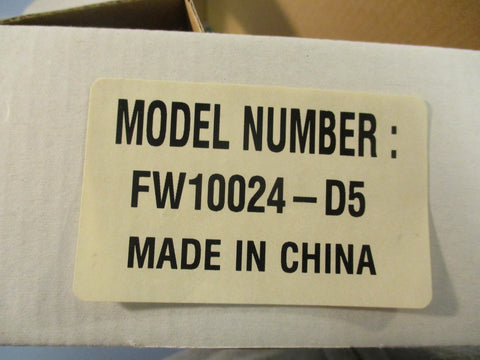 MODEL NUMBER :
FW10024-D5
MADE IN CHINA